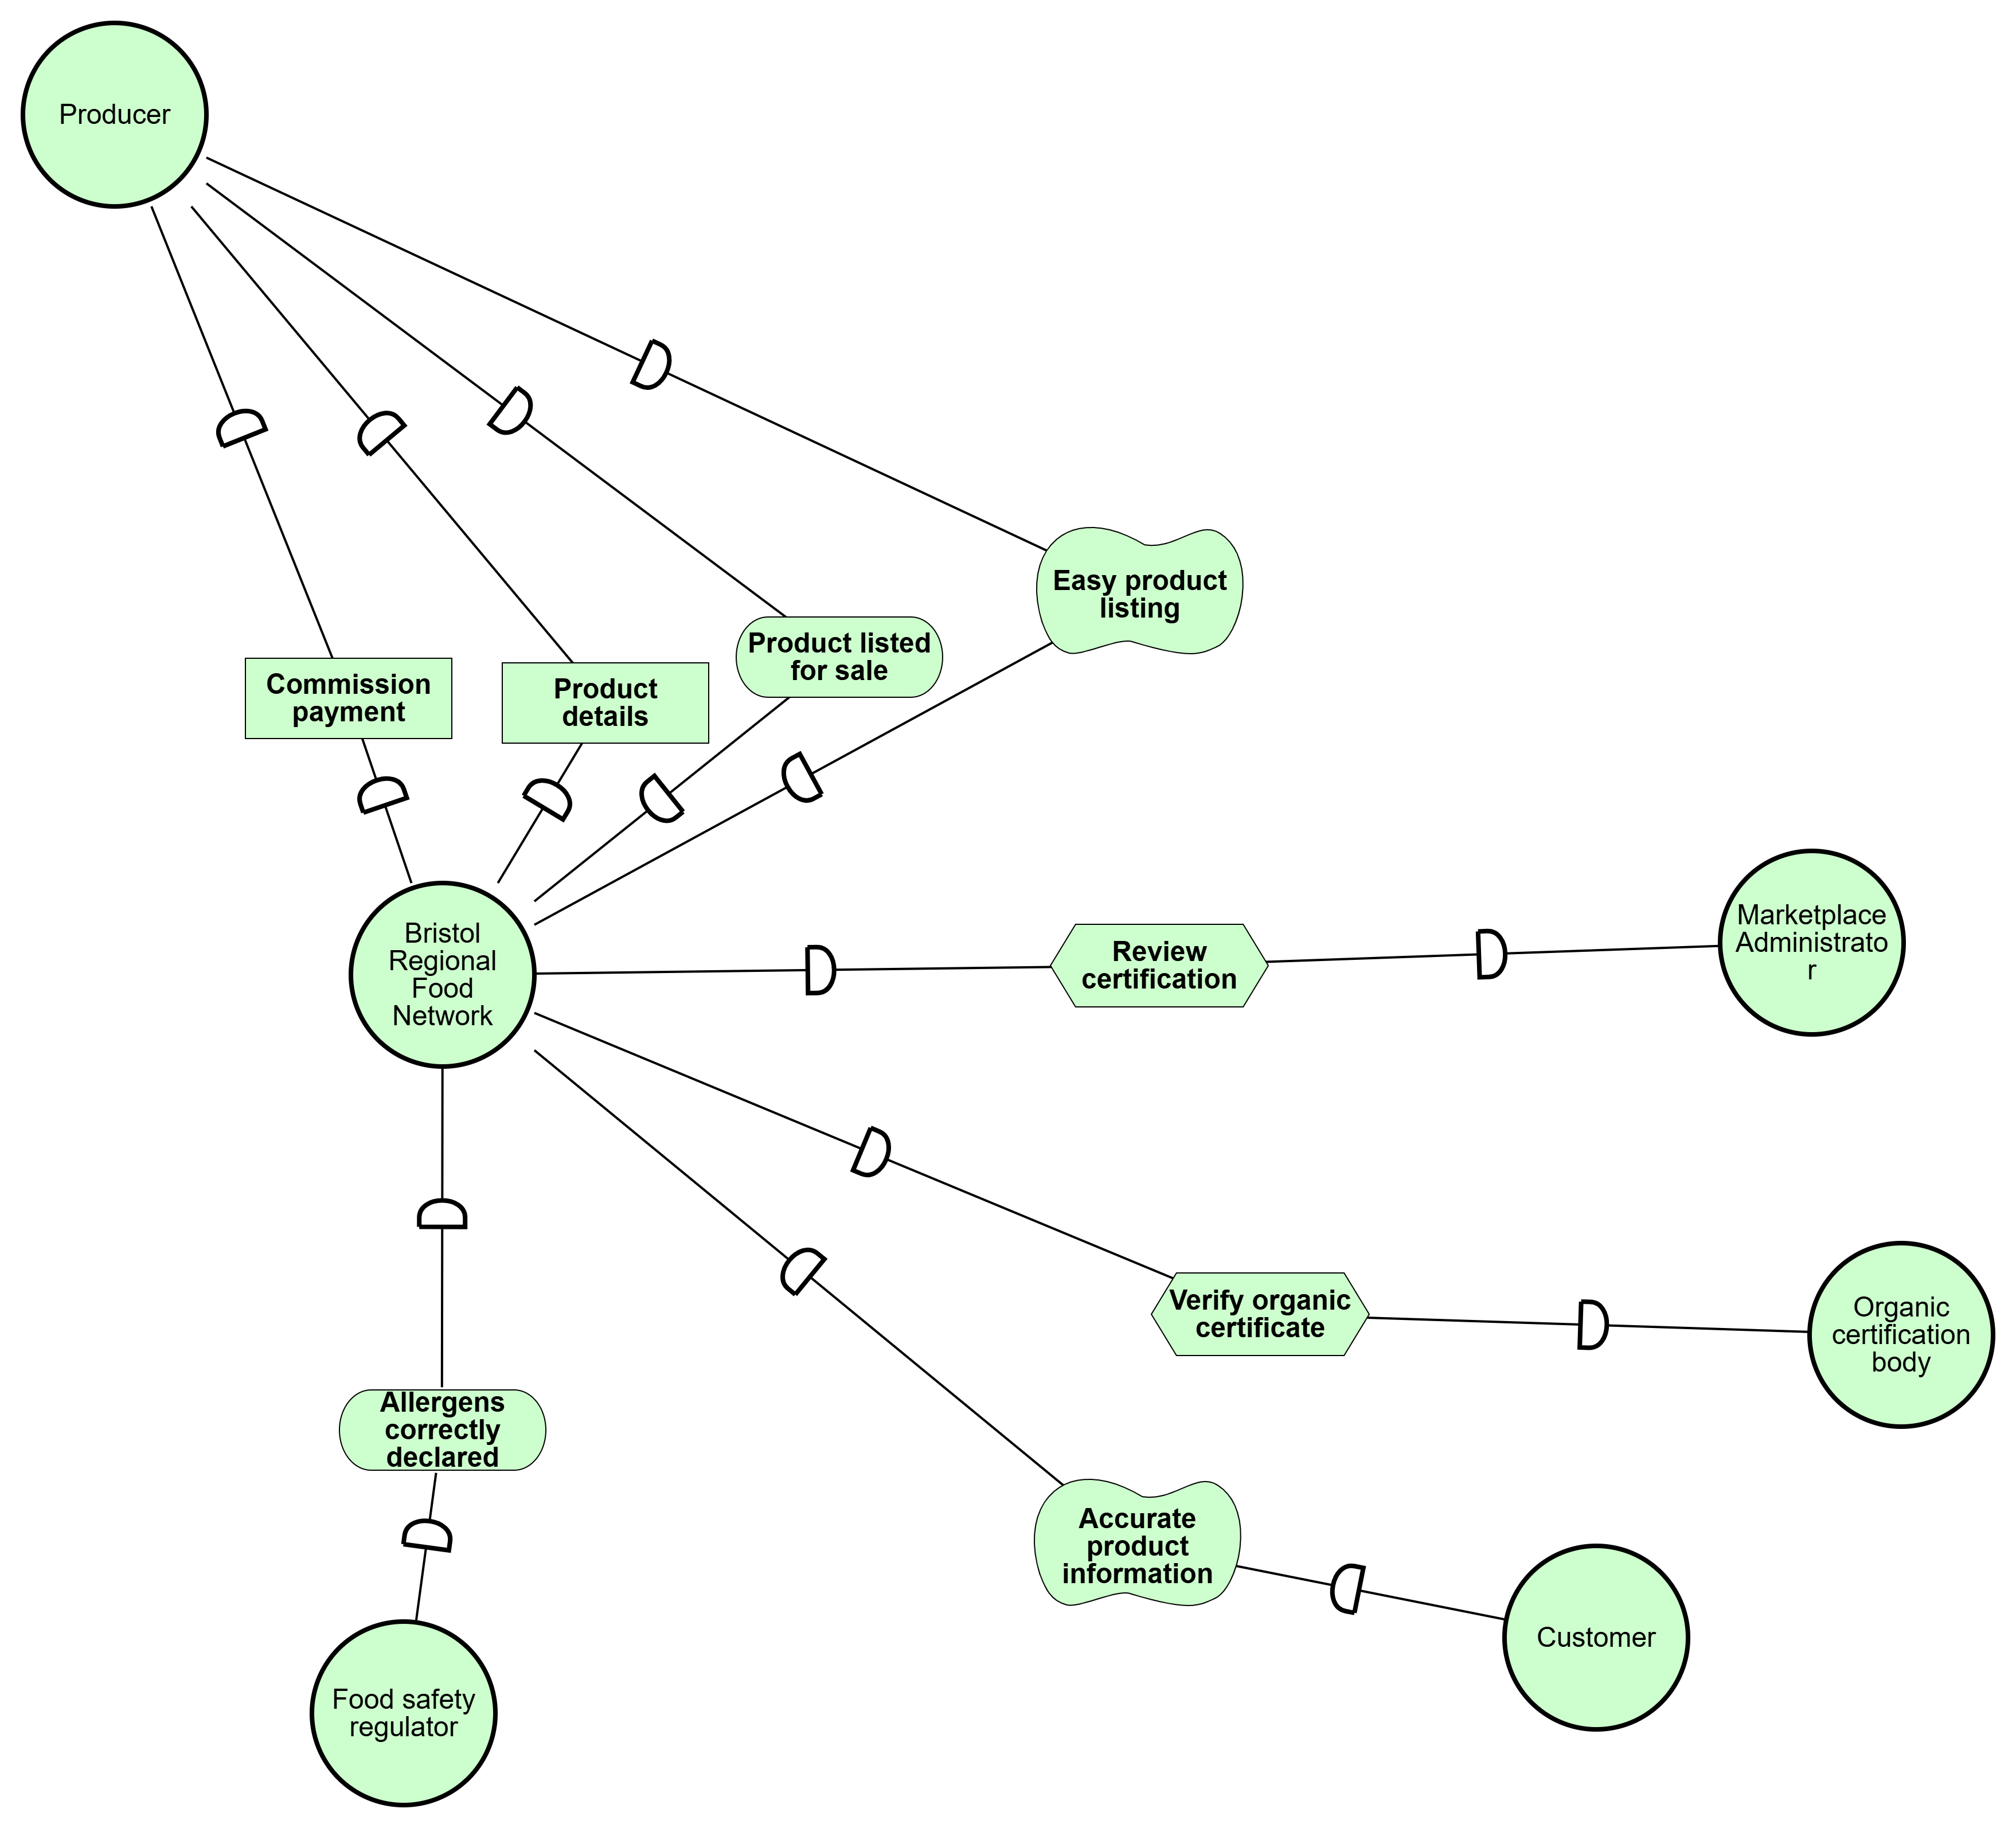 Producer
Easy product
listing
Product listed
for sale
Commission
payment
Product
details
Bristol
Regional
Food
Network
Review
certification
Marketplace
Administrato
r
Verify organic
certificate
Organic
certification
body
Allergens
correctly
declared
Accurate
product
information
Customer
Food safety
regulator